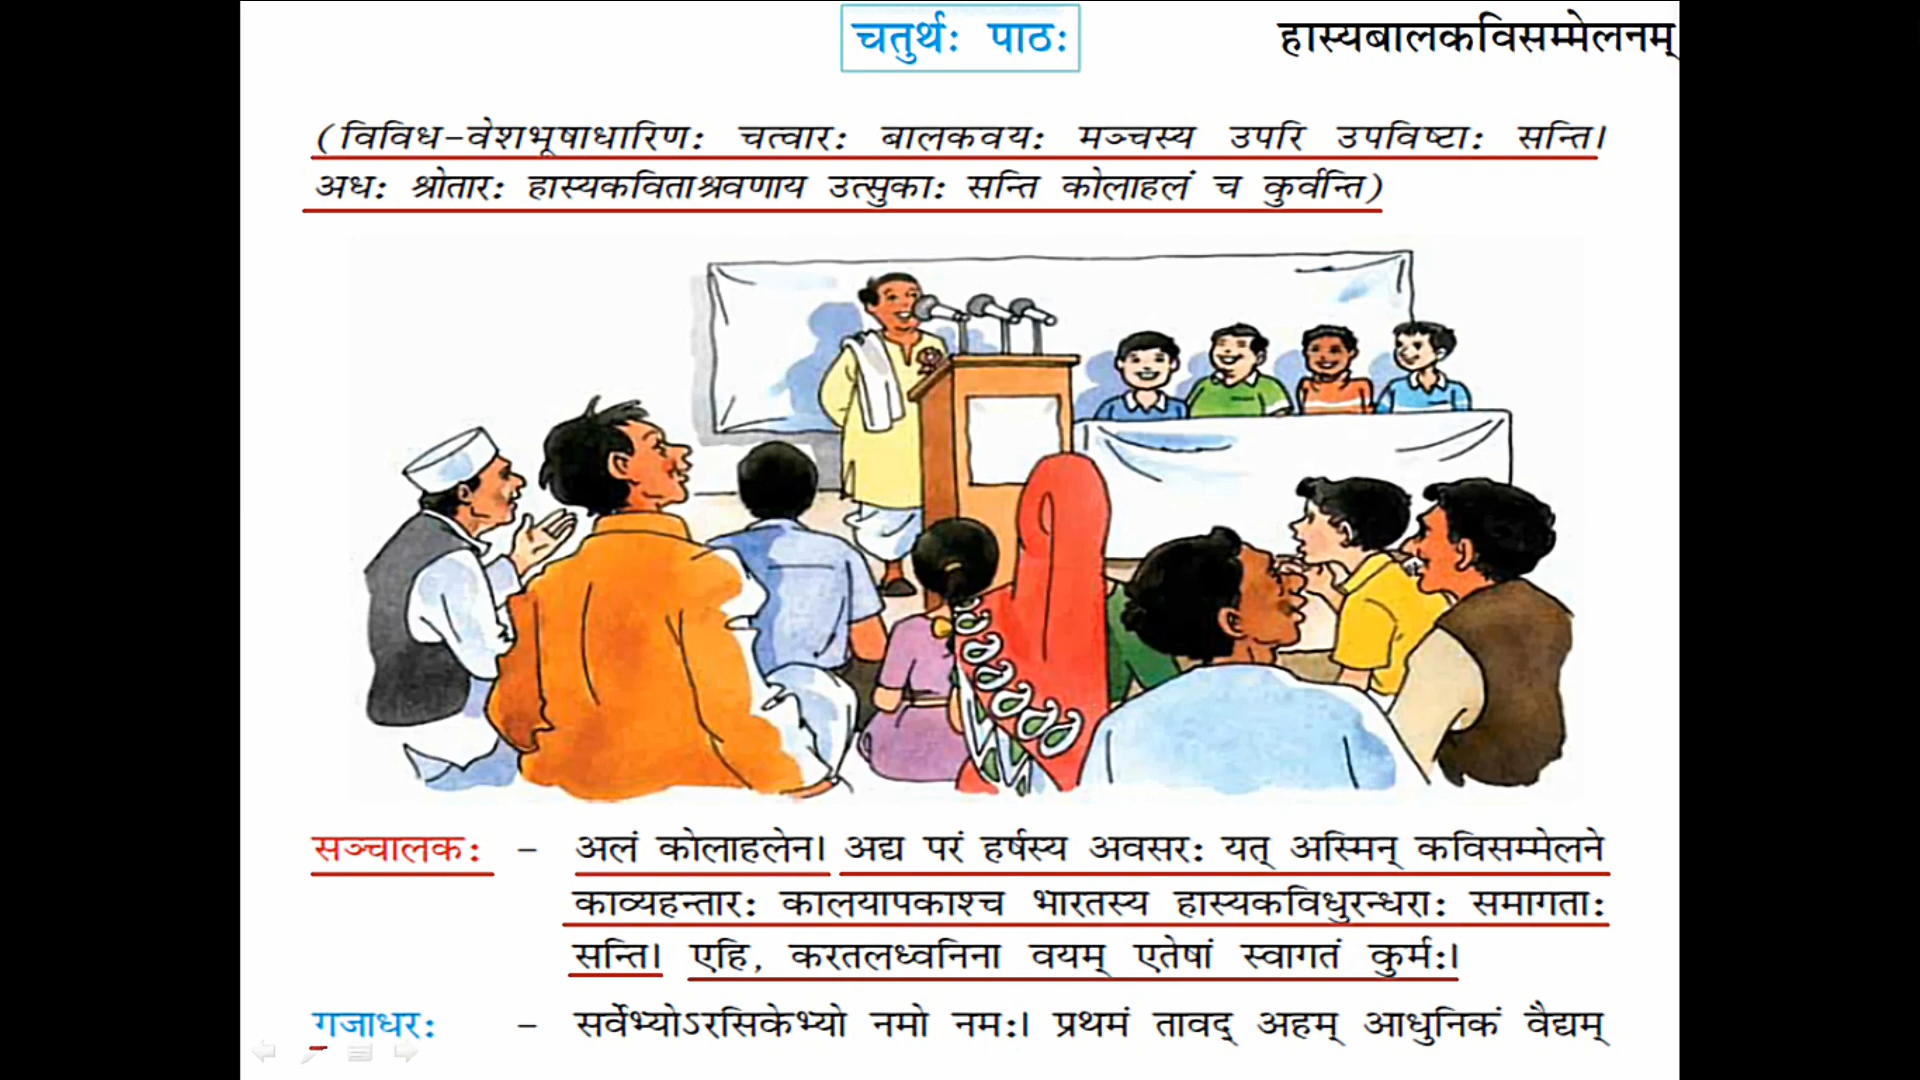 चतुर्थः पाठः हास्यबालकविसम्मेलनम्
(विविध-वेशभूषाधारिणः चत्वारः बालकवयः मञ्चस्य उपरि उपविष्टाः सन्ति।
अधः श्रोतारः हास्यकविताश्रवणाय उत्सुकाः सन्ति कोलाहलं च कुर्वन्ति)
सञ्चालकः – अलं कोलाहलेन। अद्य परं हर्षस्य अवसरः यत् अस्मिन् कविसम्मेलने
काव्यहन्तारः कालयापकाश्च भारतस्य हास्यकविधुरन्धराः समागताः
सन्ति। एहि, करतलध्वनिना वयम् एतेषां स्वागतं कुर्मः।
गजाधरः – सर्वेभ्योऽरसिकेभ्यो नमो नमः। प्रथमं तावद् अहम् आधुनिकं वैद्यम्